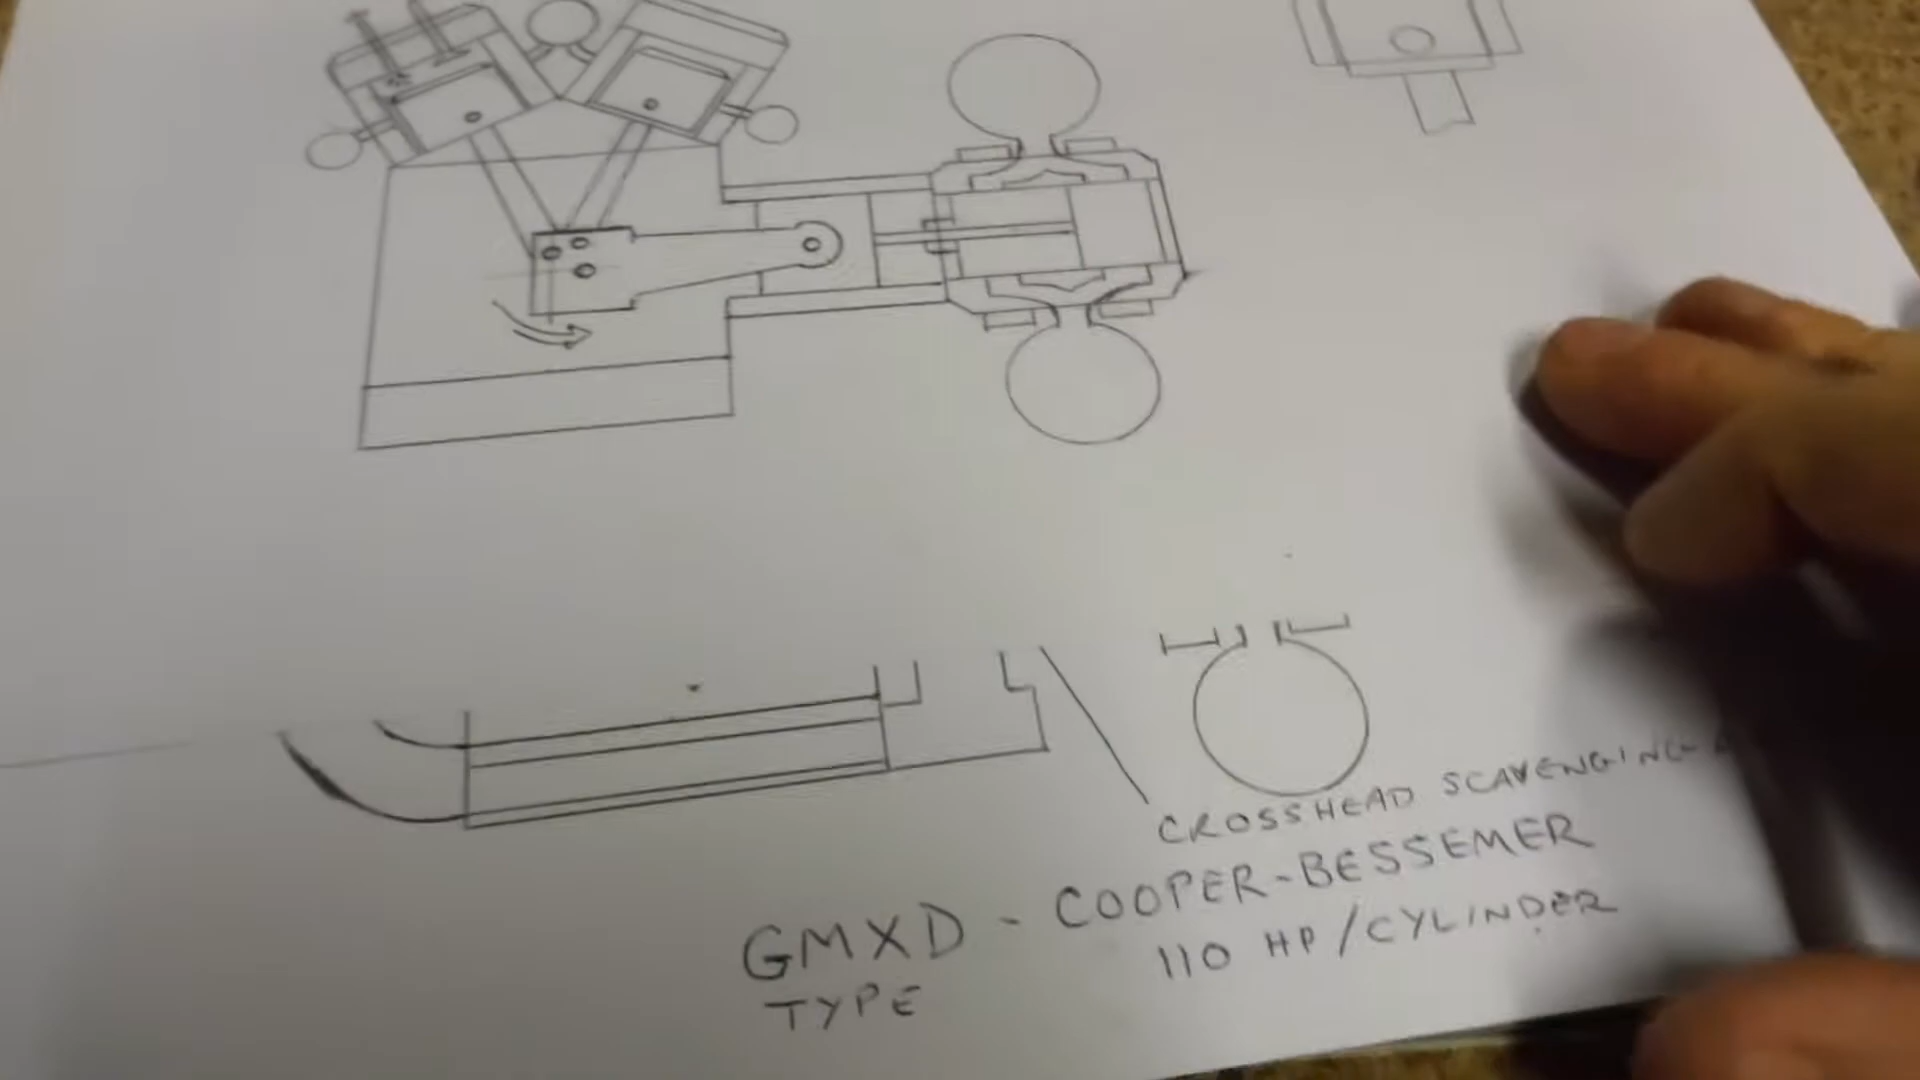 CROSSHEAD SCAVENGING
GMXD - COOPER-BESSEMER
TYPE 110 HP/CYLINDER